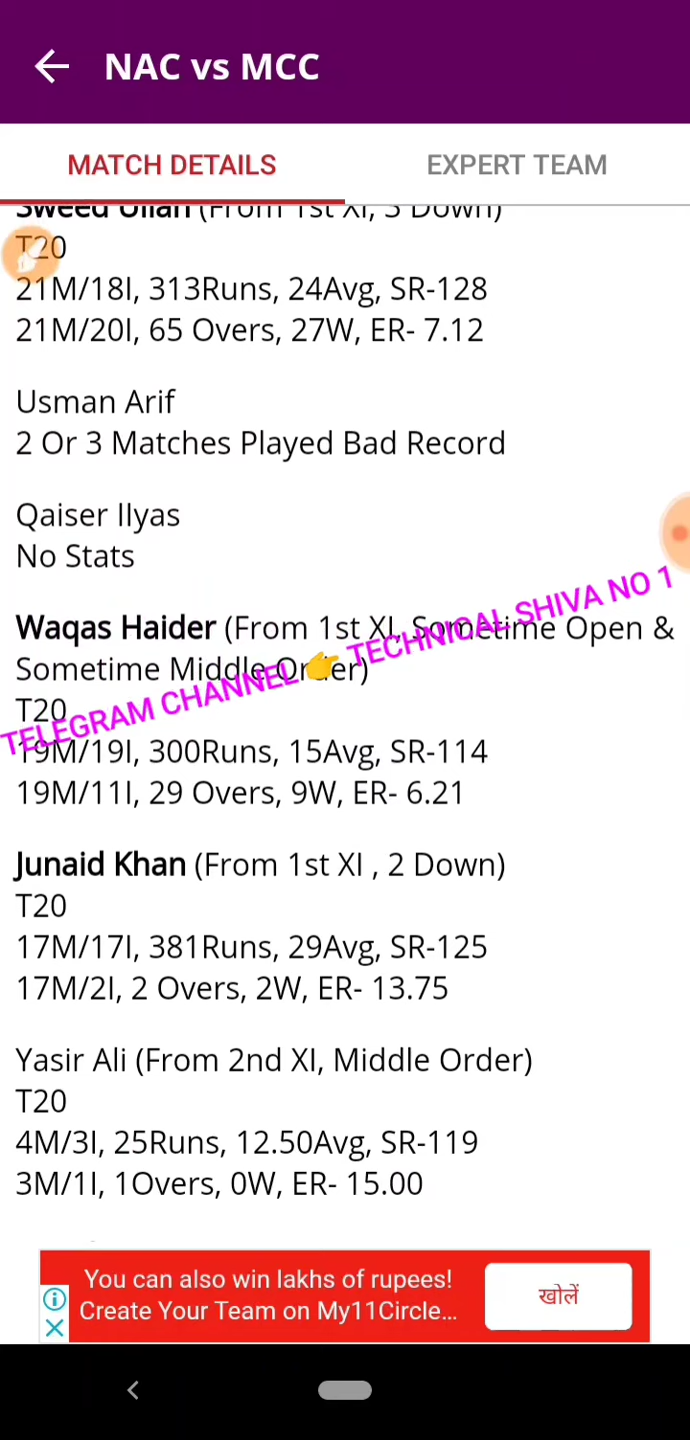 NAC vs MCC
MATCH DETAILS
EXPERT TEAM
Sweed Ullah (From 1st XI, 3 Down)
T20
21M/18I, 313Runs, 24Avg, SR-128
21M/20I, 65 Overs, 27W, ER- 7.12
Usman Arif
2 Or 3 Matches Played Bad Record
Qaiser Ilyas
No Stats
Waqas Haider (From 1st XI, Sometime Open &
Sometime Middle Order)
TELEGRAM CHANNEL 👉 TECHNICAL SHIVA NO 1
T20
19M/19I, 300Runs, 15Avg, SR-114
19M/11I, 29 Overs, 9W, ER- 6.21
Junaid Khan (From 1st XI , 2 Down)
T20
17M/17I, 381Runs, 29Avg, SR-125
17M/2I, 2 Overs, 2W, ER- 13.75
Yasir Ali (From 2nd XI, Middle Order)
T20
4M/3I, 25Runs, 12.50Avg, SR-119
3M/1I, 1Overs, 0W, ER- 15.00
You can also win lakhs of rupees!
Create Your Team on My11Circle...
खोलें